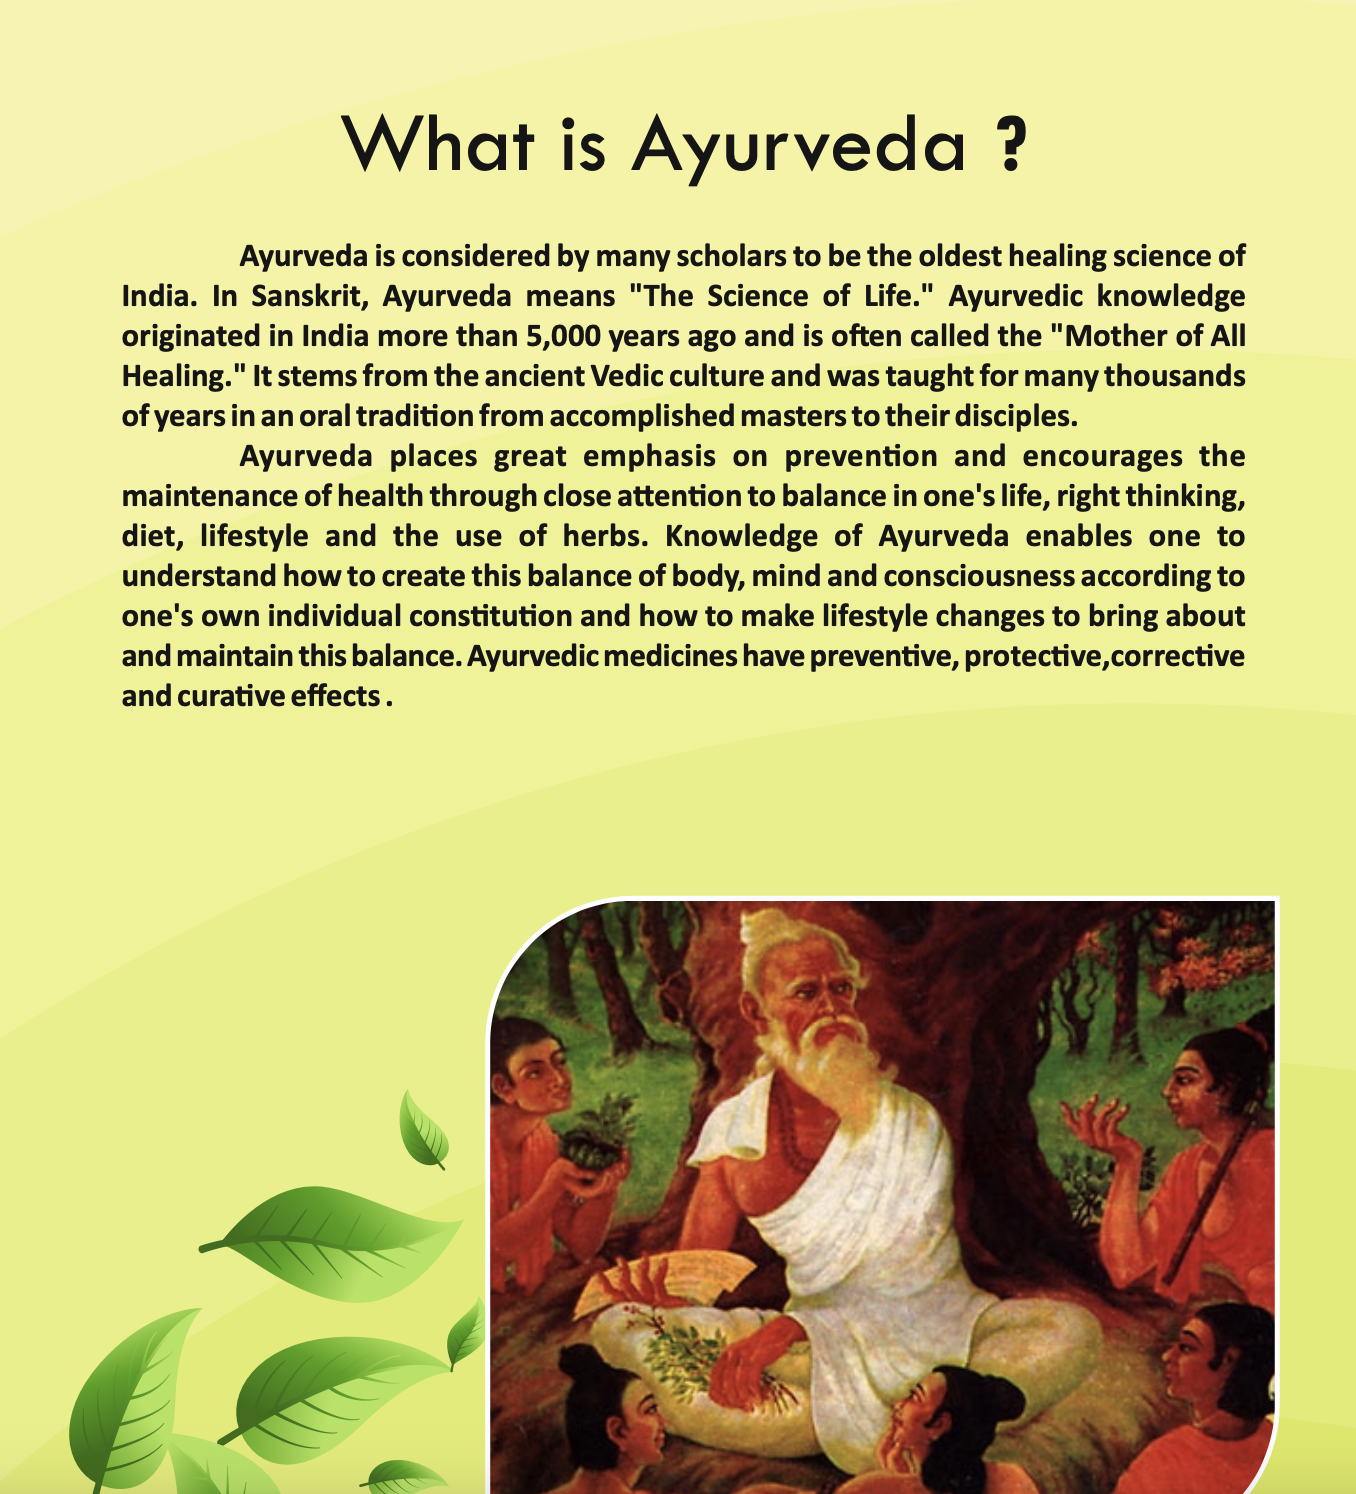 What is Ayurveda ?
Ayurveda is considered by many scholars to be the oldest healing science of
India. In Sanskrit, Ayurveda means "The Science of Life." Ayurvedic knowledge
originated in India more than 5,000 years ago and is often called the "Mother of All
Healing." It stems from the ancient Vedic culture and was taught for many thousands
of years in an oral tradition from accomplished masters to their disciples.
Ayurveda places great emphasis on prevention and encourages the
maintenance of health through close attention to balance in one's life, right thinking,
diet, lifestyle and the use of herbs. Knowledge of Ayurveda enables one to
understand how to create this balance of body, mind and consciousness according to
one's own individual constitution and how to make lifestyle changes to bring about
and maintain this balance. Ayurvedic medicines have preventive, protective,corrective
and curative effects .